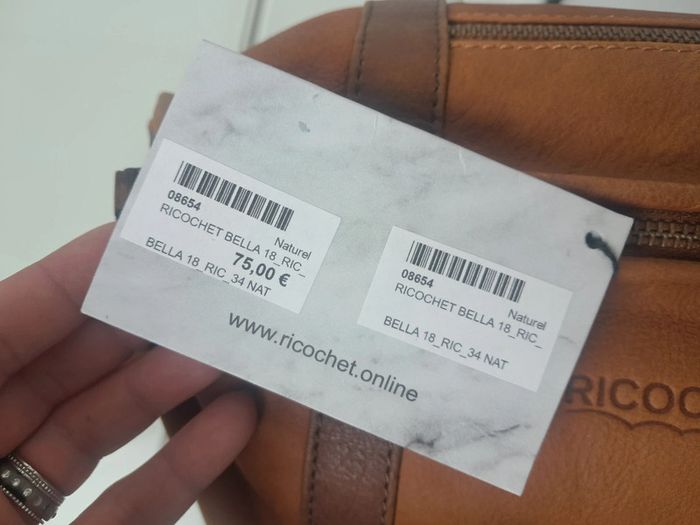 08654
Naturel
RICOCHET BELLA 18_RIC_
75,00 €
BELLA 18_RIC_34 NAT
08654
Naturel
RICOCHET BELLA 18_RIC_
BELLA 18_RIC_34 NAT
www.ricochet.online
RICOC